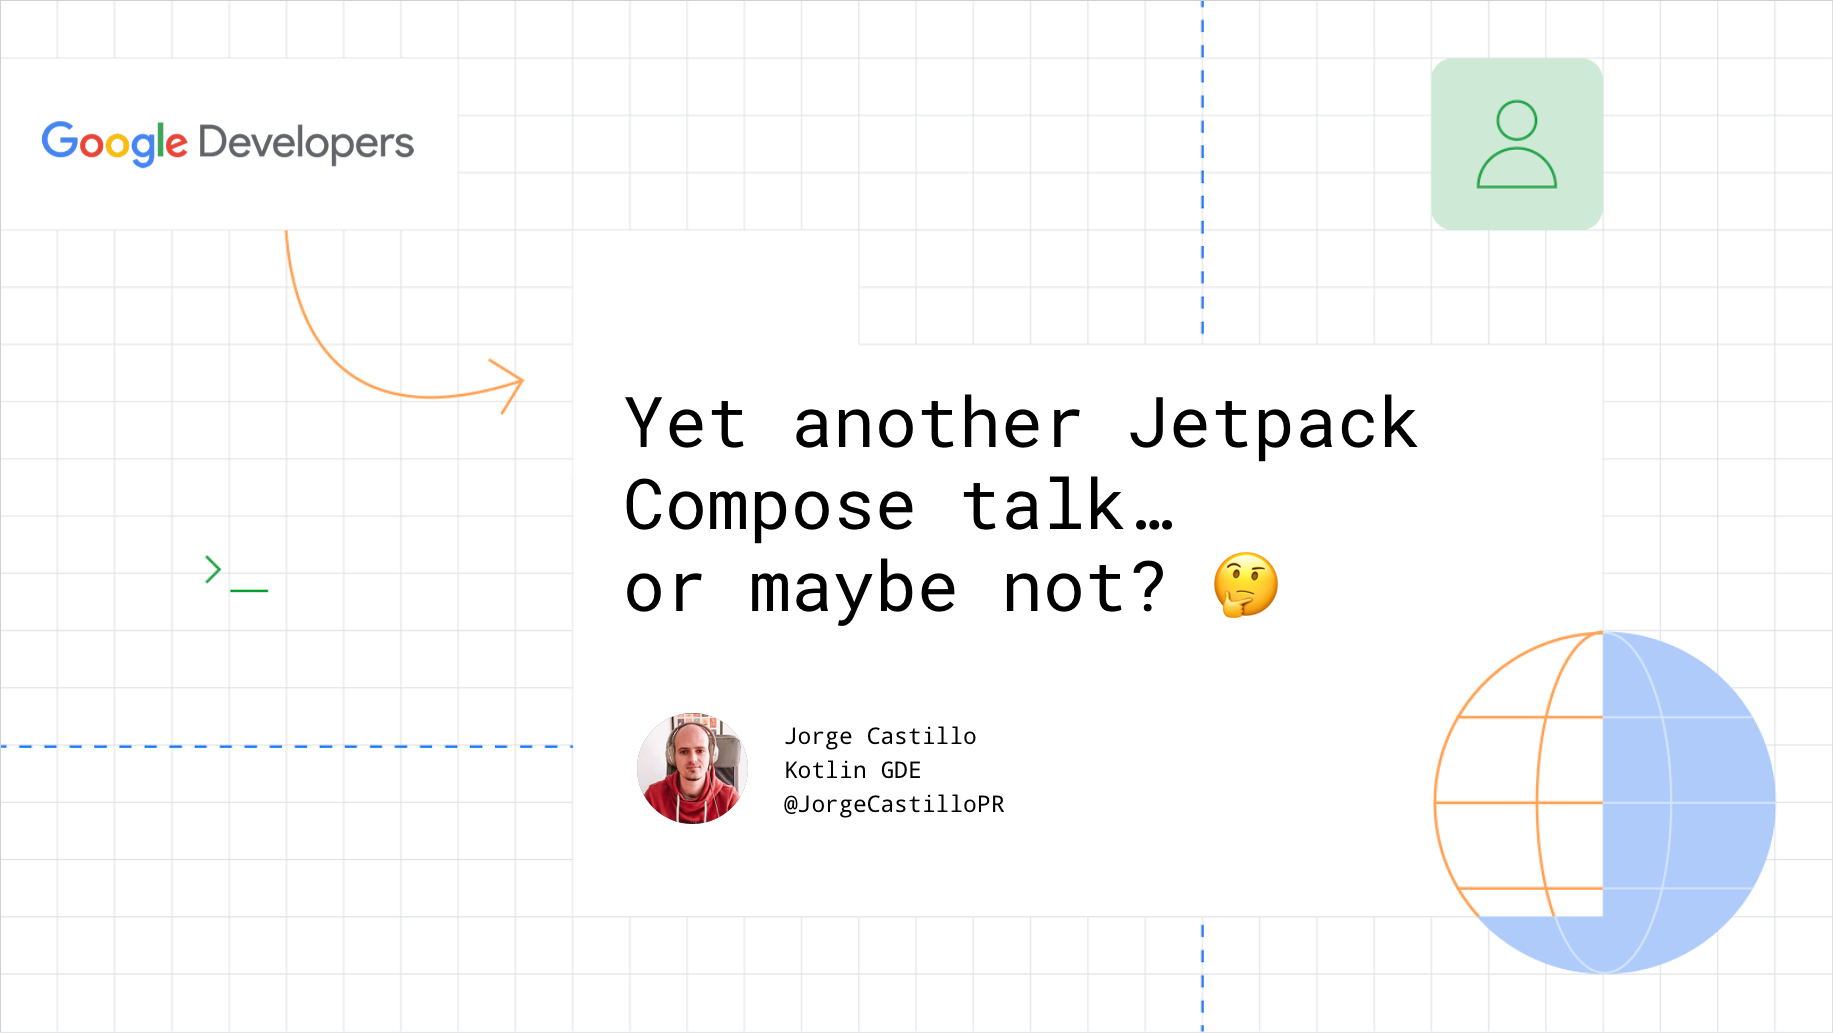 Google Developers
Yet another Jetpack
Compose talk…
or maybe not? 🤔
Jorge Castillo
Kotlin GDE
@JorgeCastilloPR